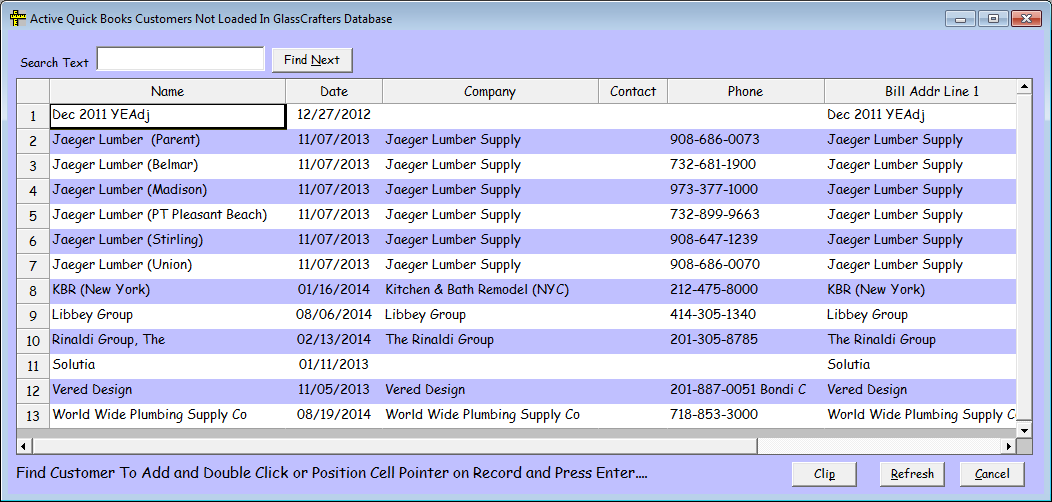 Active Quick Books Customers Not Loaded In GlassCrafters Database
Search Text Find Next
Name Date Company Contact Phone Bill Addr Line 1
1 Dec 2011 YEAdj 12/27/2012 Dec 2011 YEAdj
2 Jaeger Lumber (Parent) 11/07/2013 Jaeger Lumber Supply 908-686-0073 Jaeger Lumber Supply
3 Jaeger Lumber (Belmar) 11/07/2013 Jaeger Lumber Supply 732-681-1900 Jaeger Lumber Supply
4 Jaeger Lumber (Madison) 11/07/2013 Jaeger Lumber Supply 973-377-1000 Jaeger Lumber Supply
5 Jaeger Lumber (PT Pleasant Beach) 11/07/2013 Jaeger Lumber Supply 732-899-9663 Jaeger Lumber Supply
6 Jaeger Lumber (Stirling) 11/07/2013 Jaeger Lumber Supply 908-647-1239 Jaeger Lumber Supply
7 Jaeger Lumber (Union) 11/07/2013 Jaeger Lumber Supply 908-686-0070 Jaeger Lumber Supply
8 KBR (New York) 01/16/2014 Kitchen & Bath Remodel (NYC) 212-475-8000 KBR (New York)
9 Libbey Group 08/06/2014 Libbey Group 414-305-1340 Libbey Group
10 Rinaldi Group, The 02/13/2014 The Rinaldi Group 201-305-8785 The Rinaldi Group
11 Solutia 01/11/2013 Solutia
12 Vered Design 11/05/2013 Vered Design 201-887-0051 Bondi C Vered Design
13 World Wide Plumbing Supply Co 08/19/2014 World Wide Plumbing Supply Co 718-853-3000 World Wide Plumbing Supply C
Find Customer To Add and Double Click or Position Cell Pointer on Record and Press Enter.... Clip Refresh Cancel